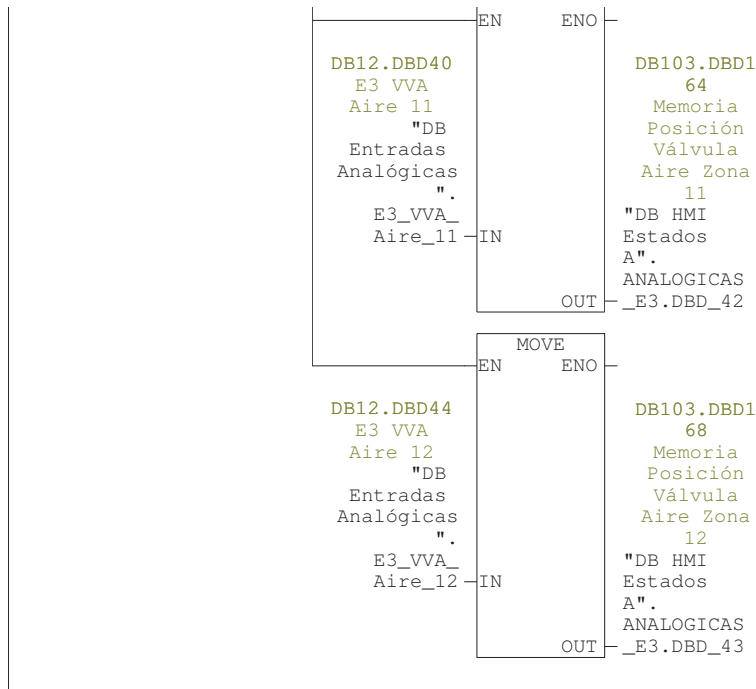 EN ENO
DB12.DBD40
E3 VVA
Aire 11
"DB
Entradas
Analógicas
".
E3_VVA_
Aire_11
IN
DB103.DBD1
64
Memoria
Posición
Válvula
Aire Zona
11
"DB HMI
Estados
A".
ANALOGICAS
OUT
_E3.DBD_42
MOVE
EN ENO
DB12.DBD44
E3 VVA
Aire 12
"DB
Entradas
Analógicas
".
E3_VVA_
Aire_12
IN
DB103.DBD1
68
Memoria
Posición
Válvula
Aire Zona
12
"DB HMI
Estados
A".
ANALOGICAS
OUT
_E3.DBD_43